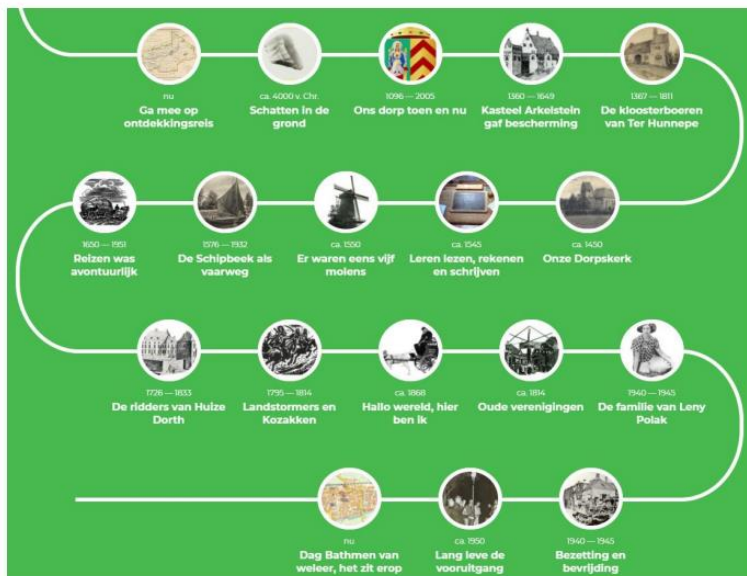 nu
Ga mee op
ontdekkingsreis
ca. 4000 v. Chr.
Schatten in de
grond
1096 — 2005
Ons dorp toen en nu
1360 — 1649
Kasteel Arkelstein
gaf bescherming
1367 — 1811
De kloosterboeren
van Ter Hunnepe
1650 — 1951
Reizen was
avontuurlijk
1576 — 1932
De Schipbeek als
vaarweg
ca. 1550
Er waren eens vijf
molens
ca. 1545
Leren lezen, rekenen
en schrijven
ca. 1450
Onze Dorpskerk
1726 — 1833
De ridders van Huize
Dorth
1795 — 1814
Landstormers en
Kozakken
ca. 1868
Hallo wereld, hier
ben ik
ca. 1814
Oude verenigingen
1940 — 1945
De familie van Leny
Polak
nu
Dag Bathmen van
weleer, het zit erop
ca. 1950
Lang leve de
vooruitgang
1940 — 1945
Bezetting en
bevrijding